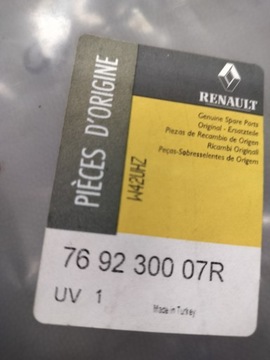 PIÈCES D'ORIGINE
RENAULT
Genuine Spare Parts
Original - Ersatzteile
Piezas de Recambio de Origen
Ricambi Originali
Peças-Sobresselentes de Origem
W42UHZ
76 92 300 07R
UV 1
Made in Turkey